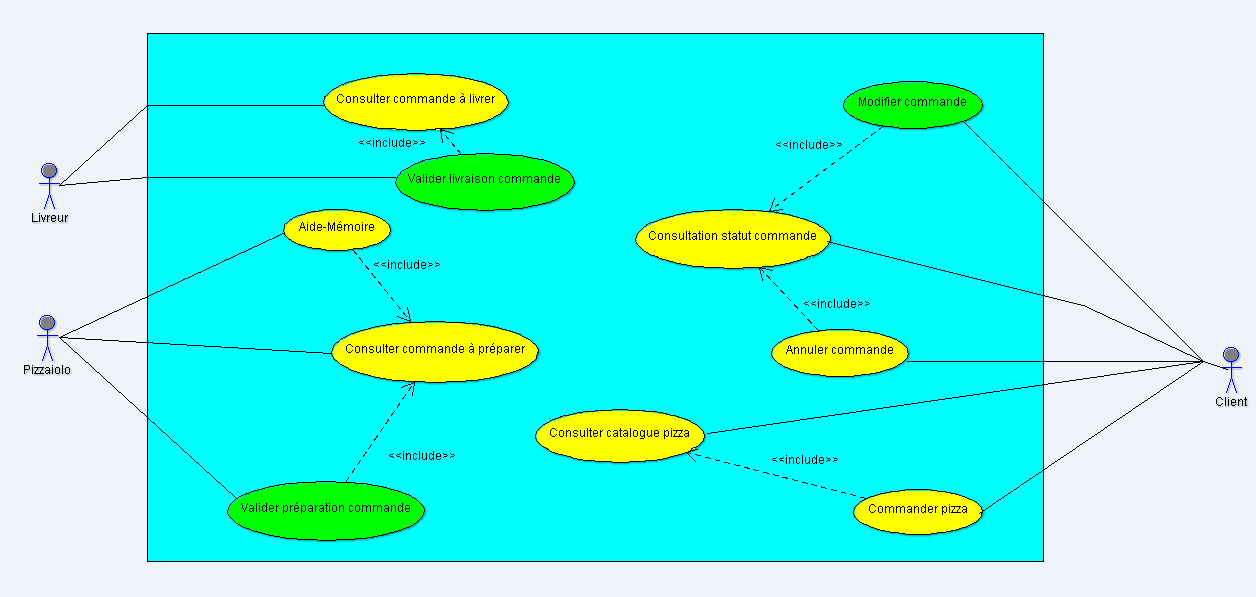 Consulter commande à livrer
Modifier commande
<<include>>
<<include>>
Valider livraison commande
Livreur
Aide-Mémoire
Consultation statut commande
<<include>>
<<include>>
Consulter commande à préparer
Annuler commande
Pizzaiolo
Client
Consulter catalogue pizza
<<include>>
<<include>>
Valider préparation commande
Commander pizza